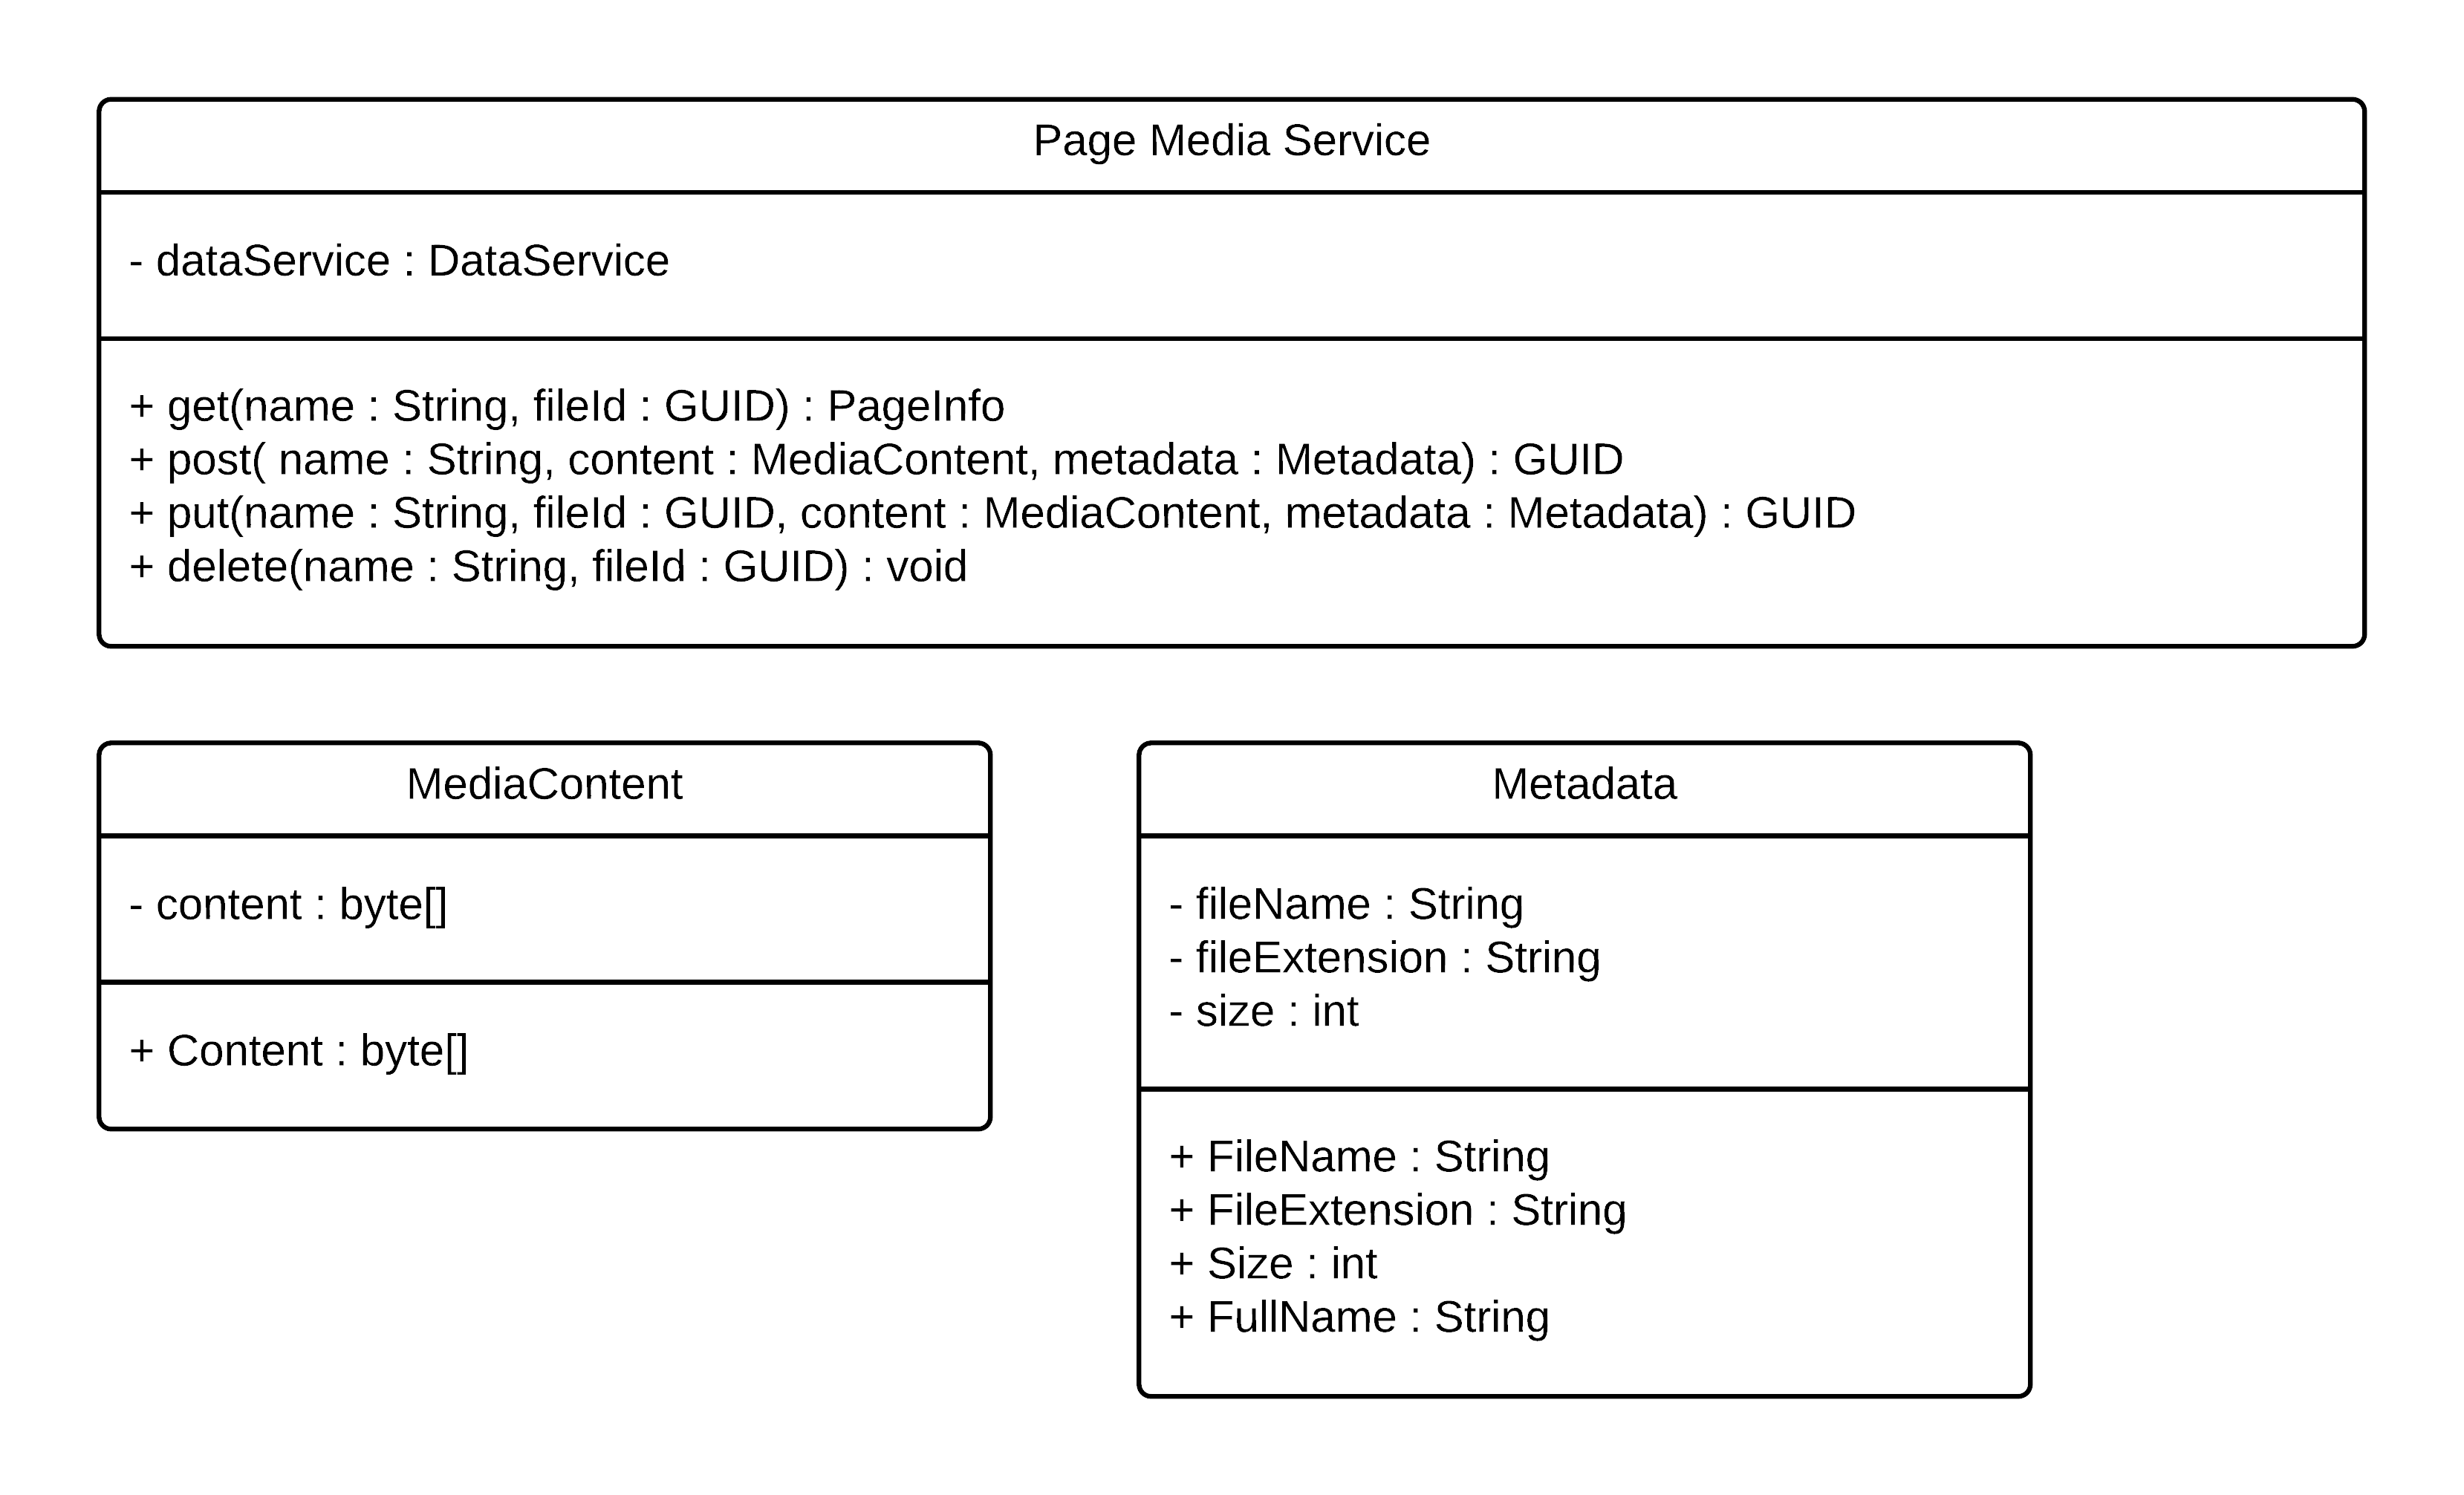 Page Media Service
- dataService : DataService
+ get(name : String, fileId : GUID) : PageInfo
+ post( name : String, content : MediaContent, metadata : Metadata) : GUID
+ put(name : String, fileId : GUID, content : MediaContent, metadata : Metadata) : GUID
+ delete(name : String, fileId : GUID) : void
MediaContent
- content : byte[]
+ Content : byte[]
Metadata
- fileName : String
- fileExtension : String
- size : int
+ FileName : String
+ FileExtension : String
+ Size : int
+ FullName : String